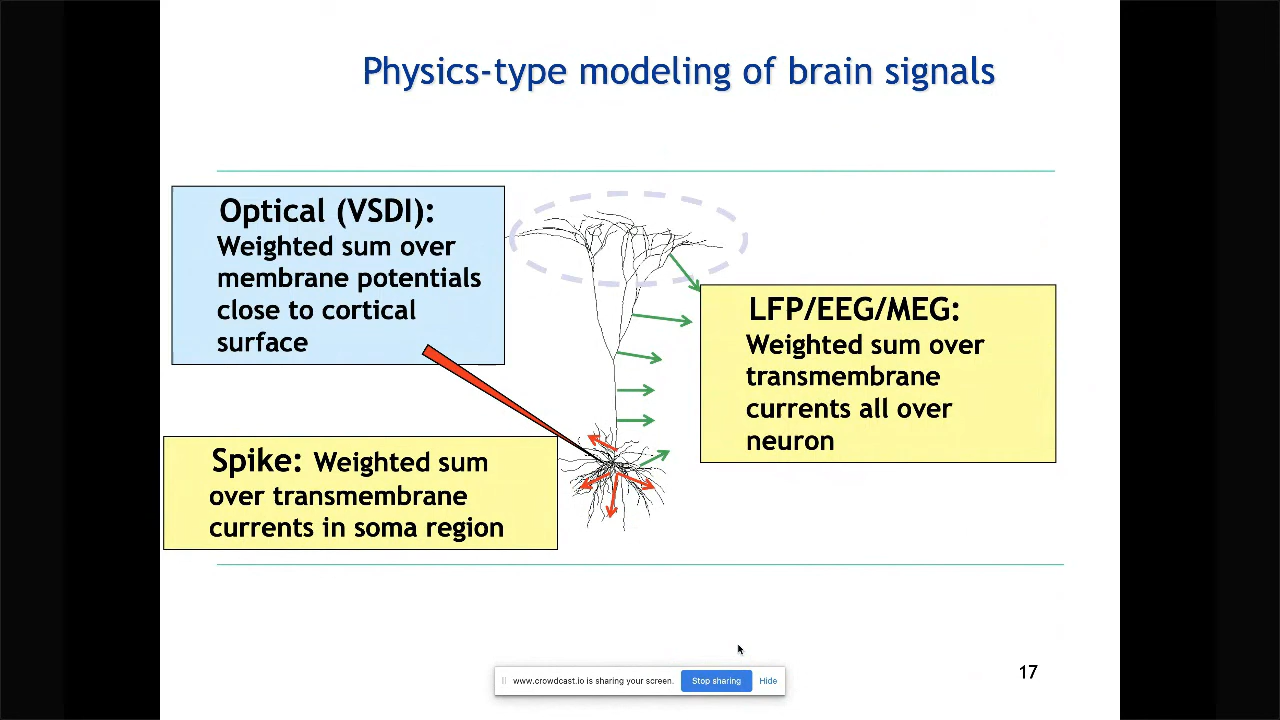 Physics-type modeling of brain signals
Optical (VSDI):
Weighted sum over
membrane potentials
close to cortical
surface
LFP/EEG/MEG:
Weighted sum over
transmembrane
currents all over
neuron
Spike: Weighted sum
over transmembrane
currents in soma region
17
www.crowdcast.io is sharing your screen. Stop sharing Hide